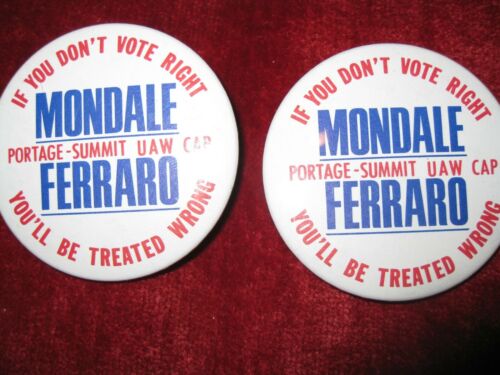 IF YOU DON'T VOTE RIGHT
MONDALE
PORTAGE-SUMMIT UAW CAP
FERRARO
YOU'LL BE TREATED WRONG
IF YOU DON'T VOTE RIGHT
MONDALE
PORTAGE-SUMMIT UAW CAP
FERRARO
YOU'LL BE TREATED WRONG